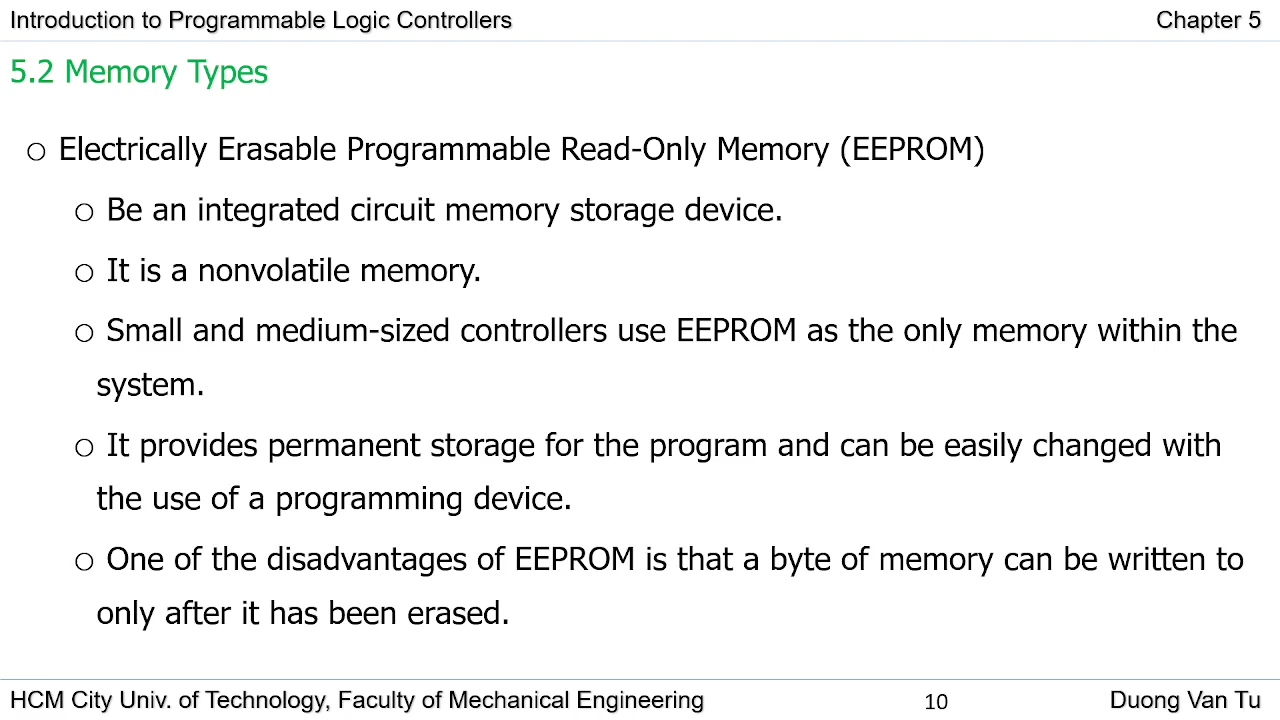 Introduction to Programmable Logic Controllers Chapter 5
5.2 Memory Types
○ Electrically Erasable Programmable Read-Only Memory (EEPROM)
○ Be an integrated circuit memory storage device.
○ It is a nonvolatile memory.
○ Small and medium-sized controllers use EEPROM as the only memory within the
system.
○ It provides permanent storage for the program and can be easily changed with
the use of a programming device.
○ One of the disadvantages of EEPROM is that a byte of memory can be written to
only after it has been erased.
HCM City Univ. of Technology, Faculty of Mechanical Engineering 10 Duong Van Tu